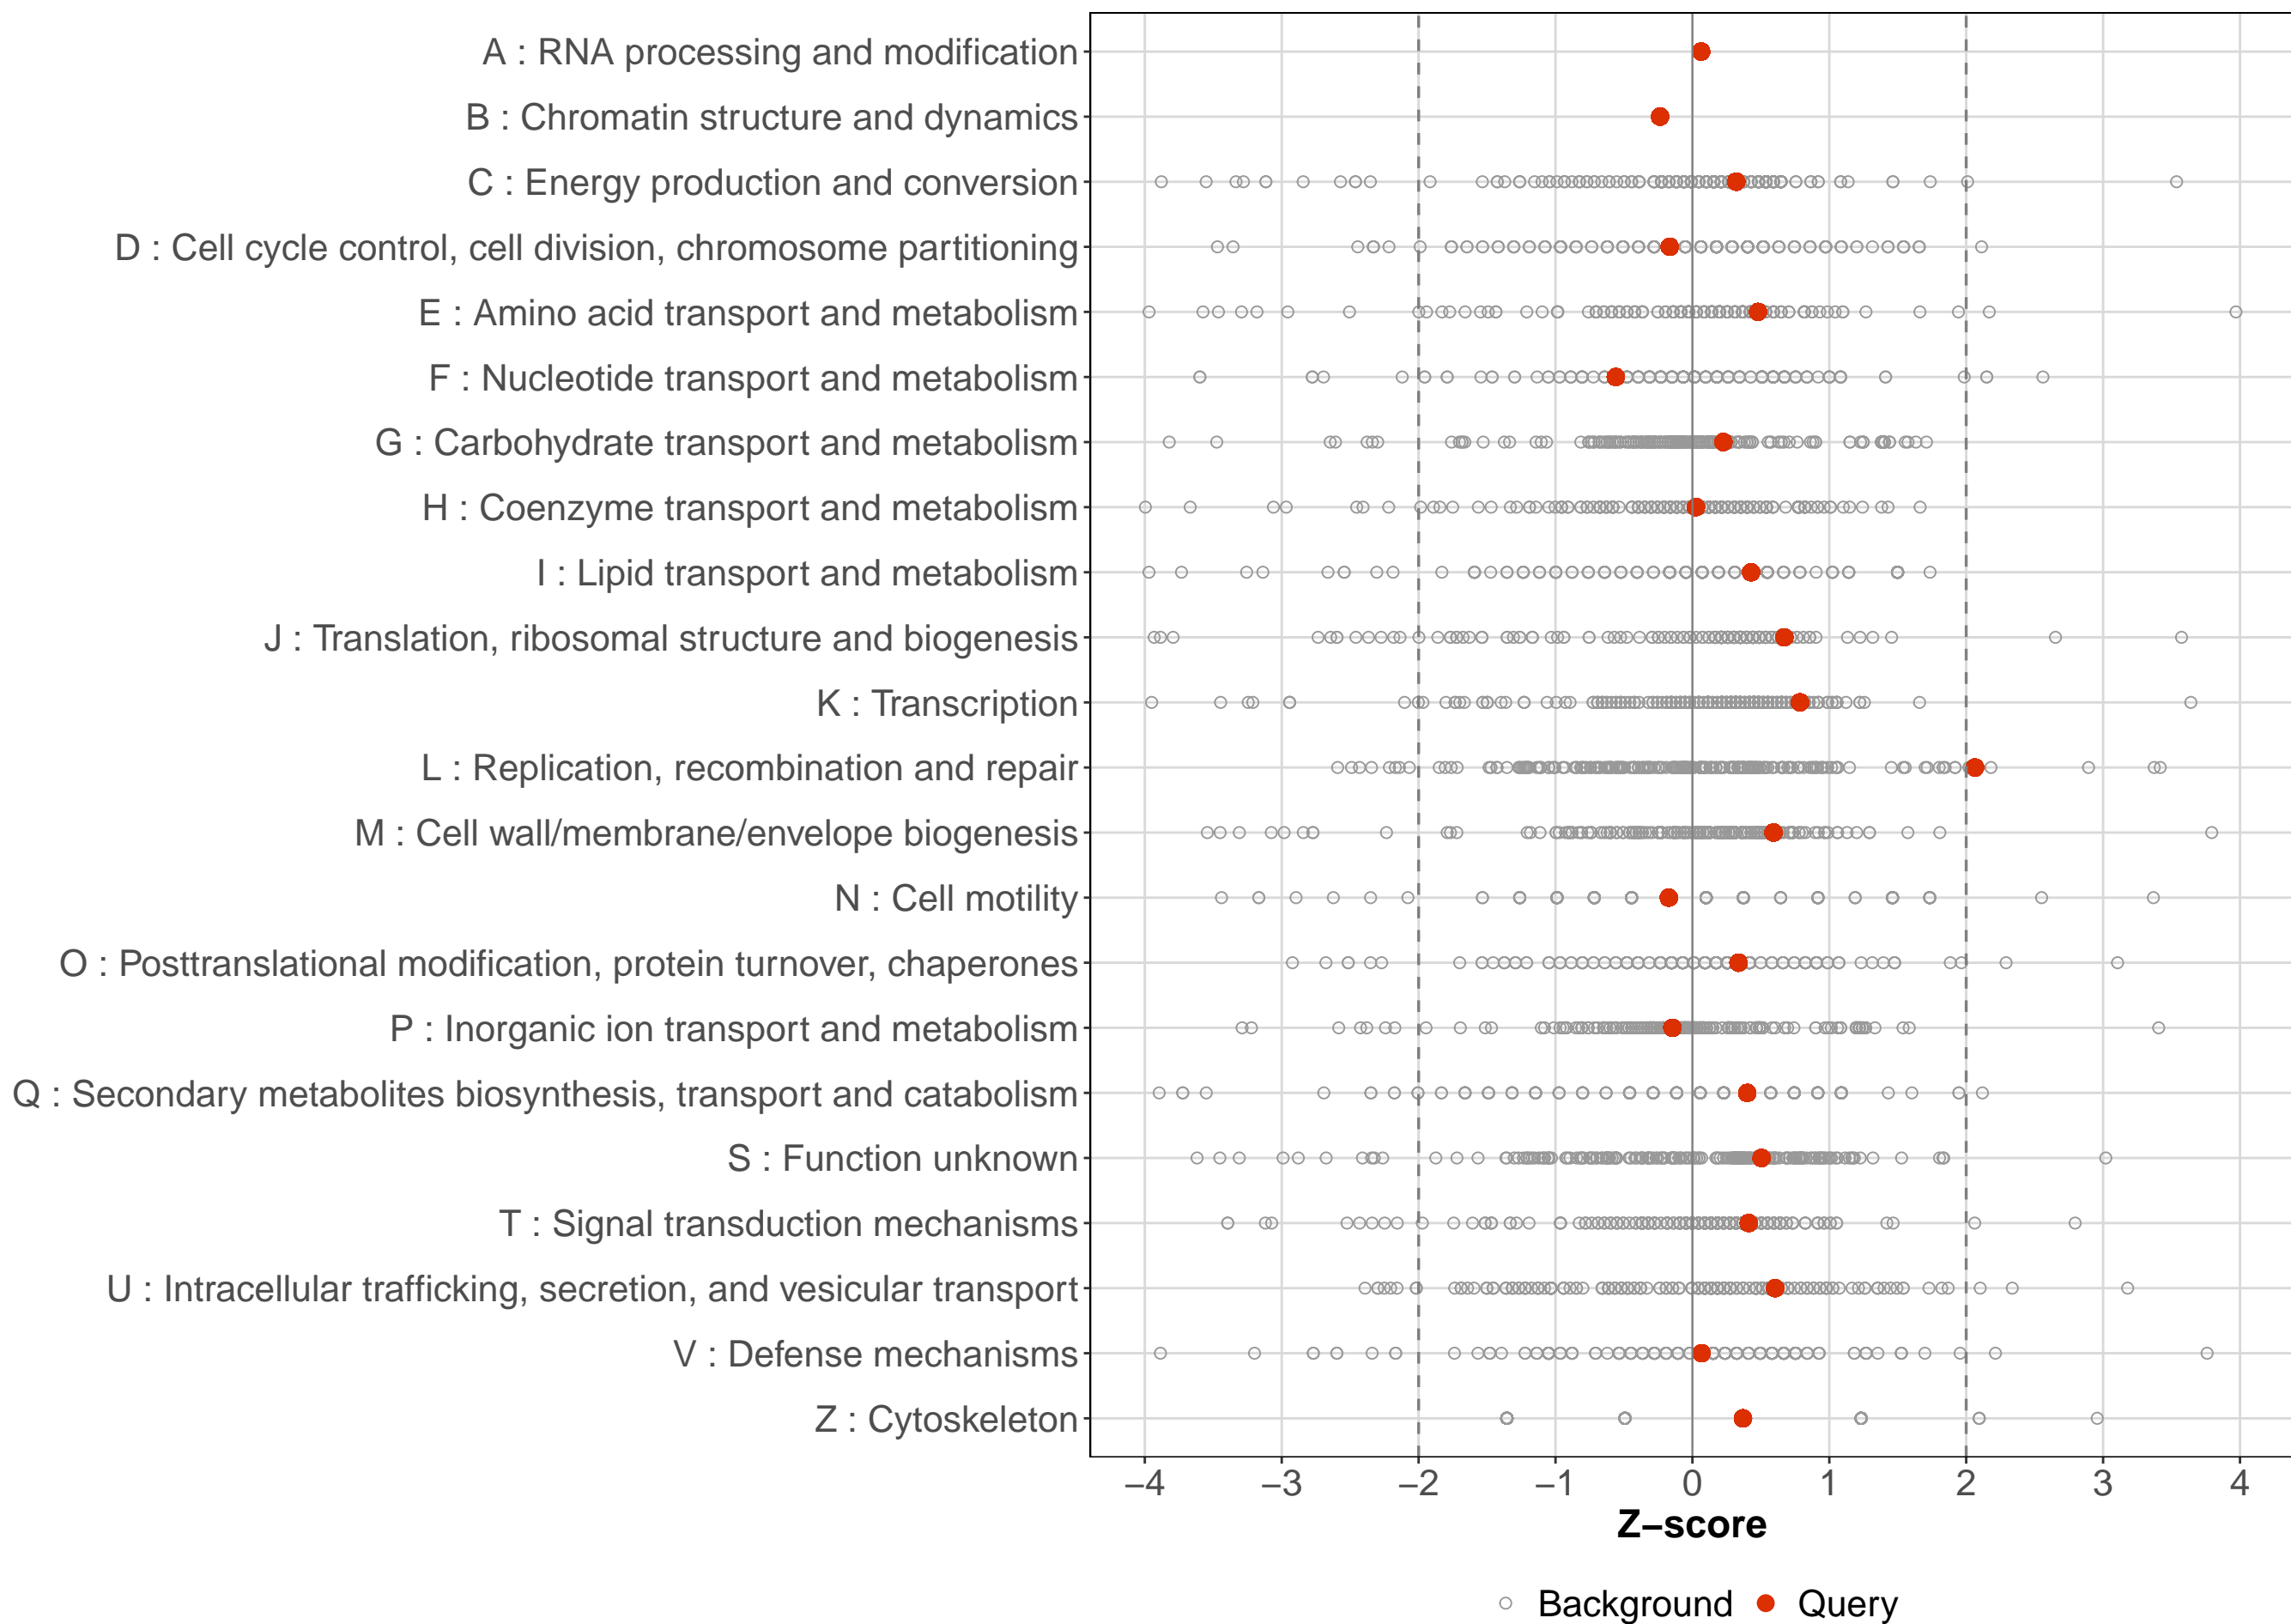 A : RNA processing and modification
B : Chromatin structure and dynamics
C : Energy production and conversion
D : Cell cycle control, cell division, chromosome partitioning
E : Amino acid transport and metabolism
F : Nucleotide transport and metabolism
G : Carbohydrate transport and metabolism
H : Coenzyme transport and metabolism
I : Lipid transport and metabolism
J : Translation, ribosomal structure and biogenesis
K : Transcription
L : Replication, recombination and repair
M : Cell wall/membrane/envelope biogenesis
N : Cell motility
O : Posttranslational modification, protein turnover, chaperones
P : Inorganic ion transport and metabolism
Q : Secondary metabolites biosynthesis, transport and catabolism
S : Function unknown
T : Signal transduction mechanisms
U : Intracellular trafficking, secretion, and vesicular transport
V : Defense mechanisms
Z : Cytoskeleton
−4 −3 −2 −1 0 1 2 3 4
Z−score
Background Query